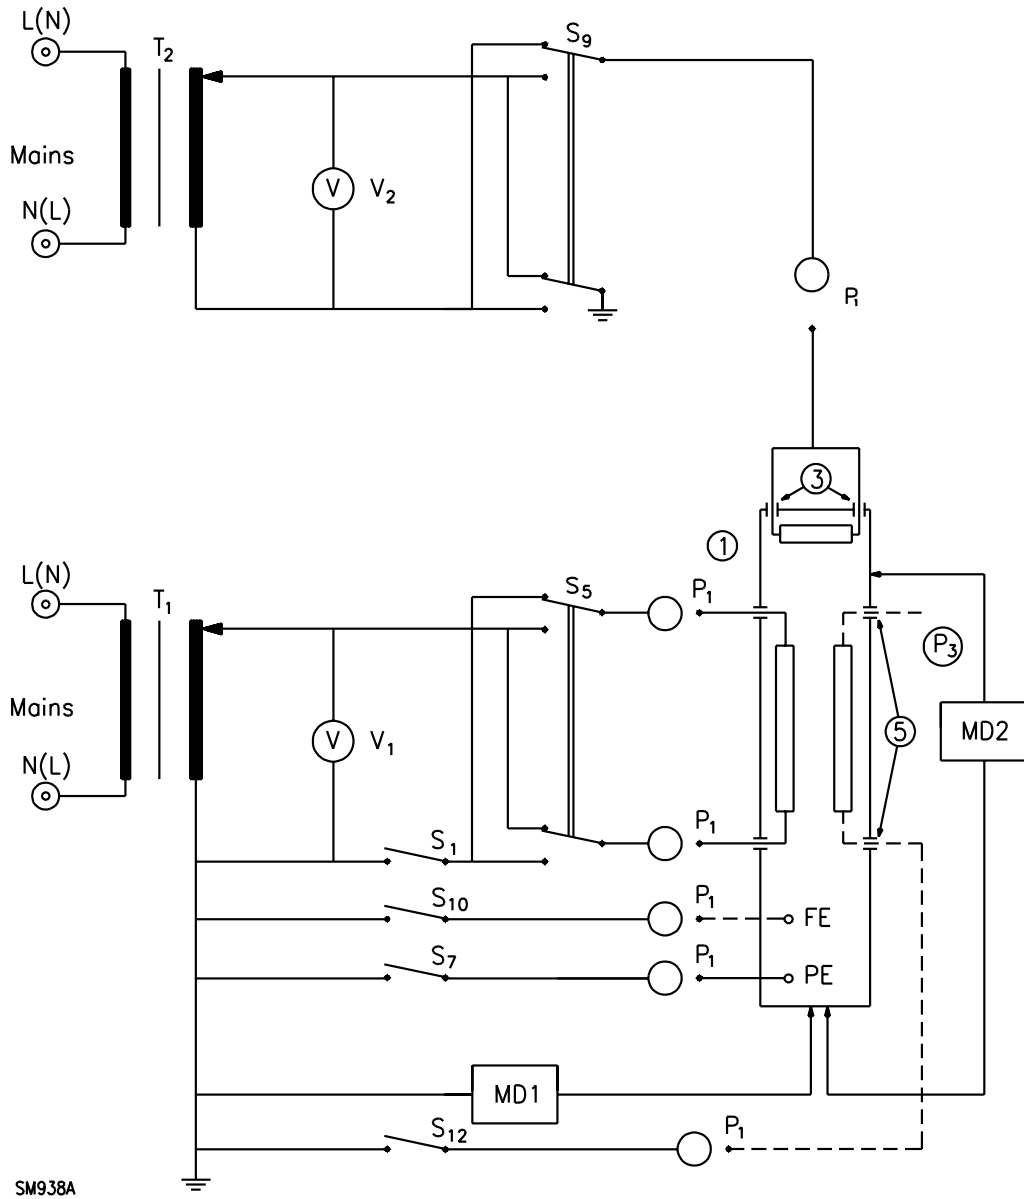 L(N)
T2
S9
Mains
V V2
N(L)
P1
3
1
L(N)
T1
S5
P1
P3
Mains
V V1
5
MD2
N(L)
P1
S1
S10
P1
FE
S7
P1
PE
MD1
S12
P1
SM938A